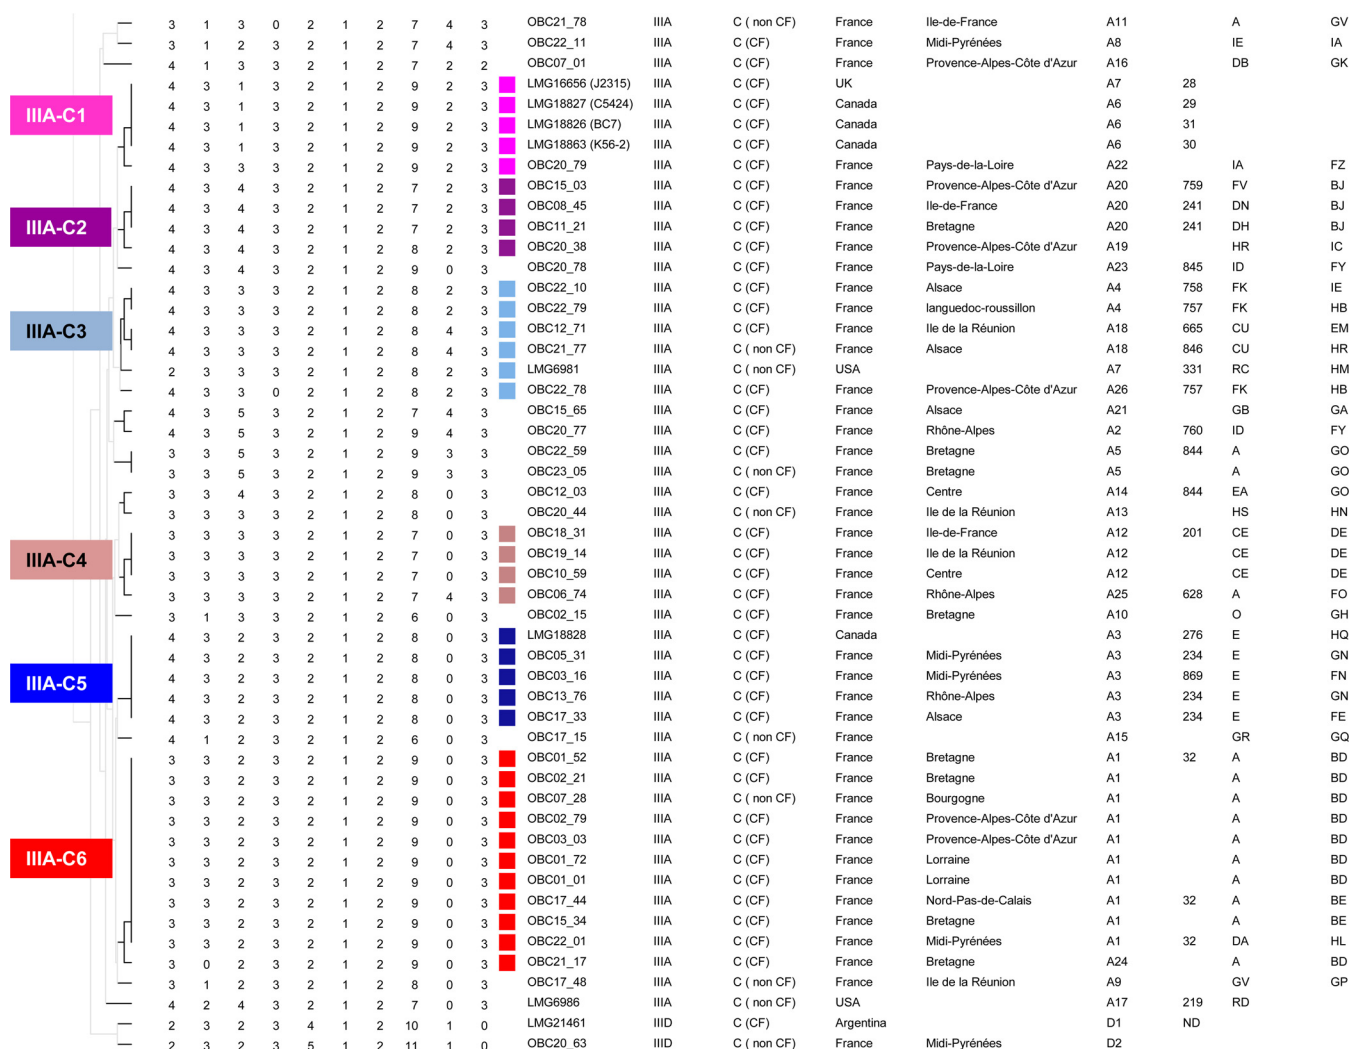 3 1 3 0 2 1 2 7 4 3 OBC21_78 IIIA C ( non CF) France Ile-de-France A11 A GV
3 1 2 3 2 1 2 7 4 3 OBC22_11 IIIA C (CF) France Midi-Pyrénées A8 IE IA
4 1 3 3 2 1 2 7 2 2 OBC07_01 IIIA C (CF) France Provence-Alpes-Côte d'Azur A16 DB GK
4 3 1 3 2 1 2 9 2 3 LMG16656 (J2315) IIIA C (CF) UK A7 28
IIIA-C1
4 3 1 3 2 1 2 9 2 3 LMG18827 (C5424) IIIA C (CF) Canada A6 29
4 3 1 3 2 1 2 9 2 3 LMG18826 (BC7) IIIA C (CF) Canada A6 31
4 3 1 3 2 1 2 9 2 3 LMG18863 (K56-2) IIIA C (CF) Canada A6 30
4 3 3 3 2 1 2 9 2 3 OBC20_79 IIIA C (CF) France Pays-de-la-Loire A22 IA FZ
4 3 4 3 2 1 2 7 2 3 OBC15_03 IIIA C (CF) France Provence-Alpes-Côte d'Azur A20 759 FV BJ
4 3 4 3 2 1 2 7 2 3 OBC08_45 IIIA C (CF) France Ile-de-France A20 241 DN BJ
IIIA-C2
4 3 4 3 2 1 2 7 2 3 OBC11_21 IIIA C (CF) France Bretagne A20 241 DH BJ
4 3 4 3 2 1 2 8 2 3 OBC20_38 IIIA C (CF) France Provence-Alpes-Côte d'Azur A19 HR IC
4 3 4 3 2 1 2 9 0 3 OBC20_78 IIIA C (CF) France Pays-de-la-Loire A23 845 ID FY
4 3 3 3 2 1 2 8 2 3 OBC22_10 IIIA C (CF) France Alsace A4 758 FK IE
4 3 3 3 2 1 2 8 2 3 OBC22_79 IIIA C (CF) France languedoc-roussillon A4 757 FK HB
IIIA-C3
4 3 3 3 2 1 2 8 4 3 OBC12_71 IIIA C (CF) France Ile de la Réunion A18 665 CU EM
4 3 3 3 2 1 2 8 4 3 OBC21_77 IIIA C ( non CF) France Alsace A18 846 CU HR
2 3 3 3 2 1 2 8 2 3 LMG6981 IIIA C ( non CF) USA A7 331 RC HM
4 3 3 0 2 1 2 8 2 3 OBC22_78 IIIA C (CF) France Provence-Alpes-Côte d'Azur A26 757 FK HB
4 3 5 3 2 1 2 7 4 3 OBC15_65 IIIA C (CF) France Alsace A21 GB GA
4 3 5 3 2 1 2 9 4 3 OBC20_77 IIIA C (CF) France Rhône-Alpes A2 760 ID FY
3 3 5 3 2 1 2 9 3 3 OBC22_59 IIIA C (CF) France Bretagne A5 844 A GO
3 3 5 3 2 1 2 9 3 3 OBC23_05 IIIA C ( non CF) France Bretagne A5 A GO
3 3 4 3 2 1 2 8 0 3 OBC12_03 IIIA C (CF) France Centre A14 844 EA GO
3 3 3 3 2 1 2 8 0 3 OBC20_44 IIIA C ( non CF) France Ile de la Réunion A13 HS HN
3 3 3 3 2 1 2 7 0 3 OBC18_31 IIIA C (CF) France Ile-de-France A12 201 CE DE
IIIA-C4
3 3 3 3 2 1 2 7 0 3 OBC19_14 IIIA C (CF) France Ile de la Réunion A12 CE DE
3 3 3 3 2 1 2 7 0 3 OBC10_59 IIIA C (CF) France Centre A12 CE DE
3 3 3 3 2 1 2 7 4 3 OBC06_74 IIIA C (CF) France Rhône-Alpes A25 628 A FO
3 1 3 3 2 1 2 6 0 3 OBC02_15 IIIA C (CF) France Bretagne A10 O GH
4 3 2 3 2 1 2 8 0 3 LMG18828 IIIA C (CF) Canada A3 276 E HQ
4 3 2 3 2 1 2 8 0 3 OBC05_31 IIIA C (CF) France Midi-Pyrénées A3 234 E GN
IIIA-C5
4 3 2 3 2 1 2 8 0 3 OBC03_16 IIIA C (CF) France Midi-Pyrénées A3 869 E FN
4 3 2 3 2 1 2 8 0 3 OBC13_76 IIIA C (CF) France Rhône-Alpes A3 234 E GN
4 3 2 3 2 1 2 8 0 3 OBC17_33 IIIA C (CF) France Alsace A3 234 E FE
4 1 2 3 2 1 2 6 0 3 OBC17_15 IIIA C ( non CF) France A15 GR GQ
3 3 2 3 2 1 2 9 0 3 OBC01_52 IIIA C (CF) France Bretagne A1 32 A BD
3 3 2 3 2 1 2 9 0 3 OBC02_21 IIIA C (CF) France Bretagne A1 A BD
3 3 2 3 2 1 2 9 0 3 OBC07_28 IIIA C ( non CF) France Bourgogne A1 A BD
3 3 2 3 2 1 2 9 0 3 OBC02_79 IIIA C (CF) France Provence-Alpes-Côte d'Azur A1 A BD
3 3 2 3 2 1 2 9 0 3 OBC03_03 IIIA C (CF) France Provence-Alpes-Côte d'Azur A1 A BD
IIIA-C6
3 3 2 3 2 1 2 9 0 3 OBC01_72 IIIA C (CF) France Lorraine A1 A BD
3 3 2 3 2 1 2 9 0 3 OBC01_01 IIIA C (CF) France Lorraine A1 A BD
3 3 2 3 2 1 2 9 0 3 OBC17_44 IIIA C (CF) France Nord-Pas-de-Calais A1 32 A BE
3 3 2 3 2 1 2 9 0 3 OBC15_34 IIIA C (CF) France Bretagne A1 A BE
3 3 2 3 2 1 2 9 0 3 OBC22_01 IIIA C (CF) France Midi-Pyrénées A1 32 DA HL
3 0 2 3 2 1 2 9 0 3 OBC21_17 IIIA C (CF) France Bretagne A24 A BD
3 1 2 3 2 1 2 8 0 3 OBC17_48 IIIA C ( non CF) France Ile de la Réunion A9 GV GP
4 2 4 3 2 1 2 7 0 3 LMG6986 IIIA C ( non CF) USA A17 219 RD
2 3 2 3 4 1 2 10 1 0 LMG21461 IIID C (CF) Argentina D1 ND
2 3 2 3 5 1 2 11 1 0 OBC20_63 IIID C ( non CF) France Midi-Pyrénées D2